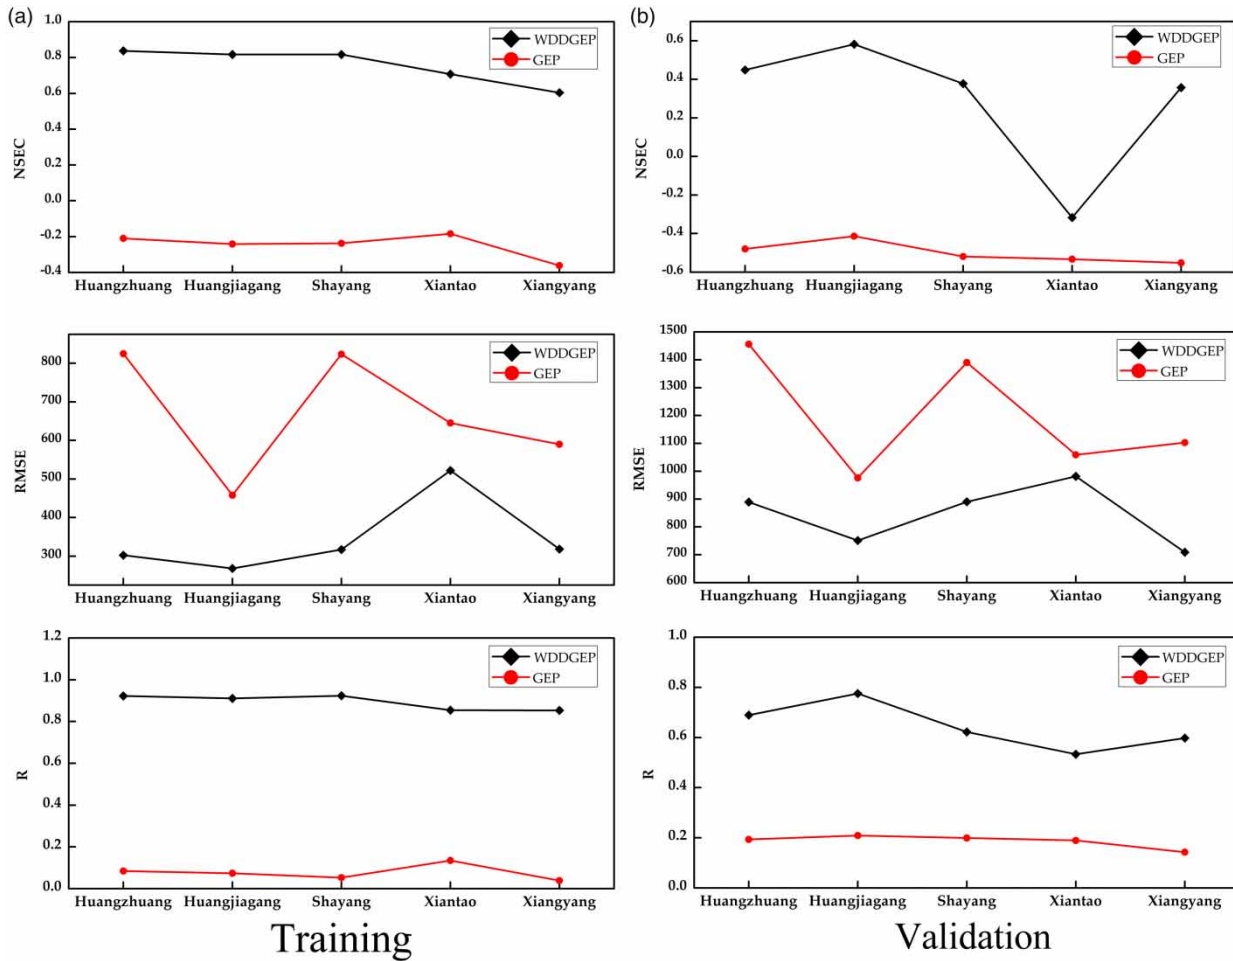 (a)
1.0
0.8
0.6
0.4
0.2
0.0
-0.2
-0.4
NSEC
WDDGEP
GEP
Huangzhuang Huangjiagang Shayang Xiantao Xiangyang
(b)
0.6
0.4
0.2
0.0
-0.2
-0.4
-0.6
NSEC
WDDGEP
GEP
Huangzhuang Huangjiagang Shayang Xiantao Xiangyang
800
700
600
500
400
300
RMSE
WDDGEP
GEP
Huangzhuang Huangjiagang Shayang Xiantao Xiangyang
1500
1400
1300
1200
1100
1000
900
800
700
600
RMSE
WDDGEP
GEP
Huangzhuang Huangjiagang Shayang Xiantao Xiangyang
1.2
1.0
0.8
0.6
0.4
0.2
0.0
R
WDDGEP
GEP
Huangzhuang Huangjiagang Shayang Xiantao Xiangyang
Training
1.0
0.8
0.6
0.4
0.2
0.0
R
WDDGEP
GEP
Huangzhuang Huangjiagang Shayang Xiantao Xiangyang
Validation